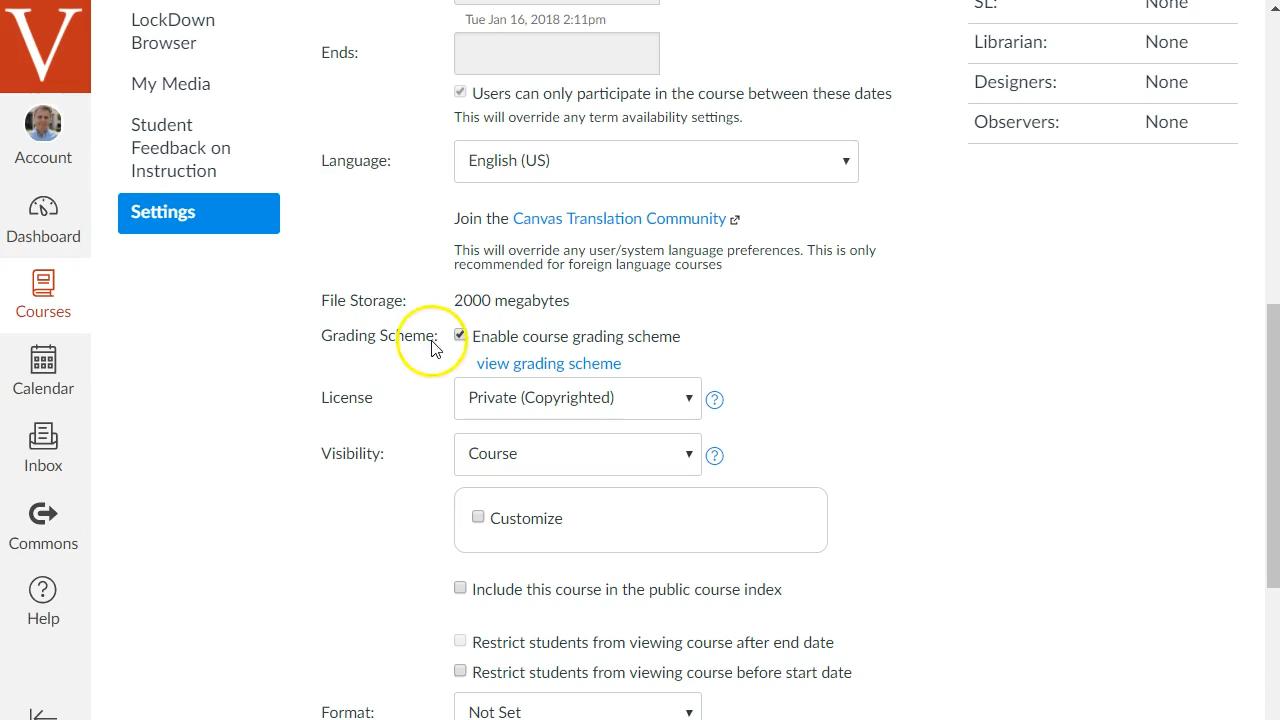 V
Account
Dashboard
Courses
Calendar
Inbox
Commons
Help
LockDown
Browser
My Media
Student
Feedback on
Instruction
Settings
Tue Jan 16, 2018 2:11pm
Ends:
Users can only participate in the course between these dates
This will override any term availability settings.
Language: English (US)
Join the Canvas Translation Community
This will override any user/system language preferences. This is only
recommended for foreign language courses
File Storage: 2000 megabytes
Grading Scheme: Enable course grading scheme
view grading scheme
License Private (Copyrighted) ?
Visibility: Course ?
Customize
Include this course in the public course index
Restrict students from viewing course after end date
Restrict students from viewing course before start date
Format: Not Set
SL: None
Librarian: None
Designers: None
Observers: None